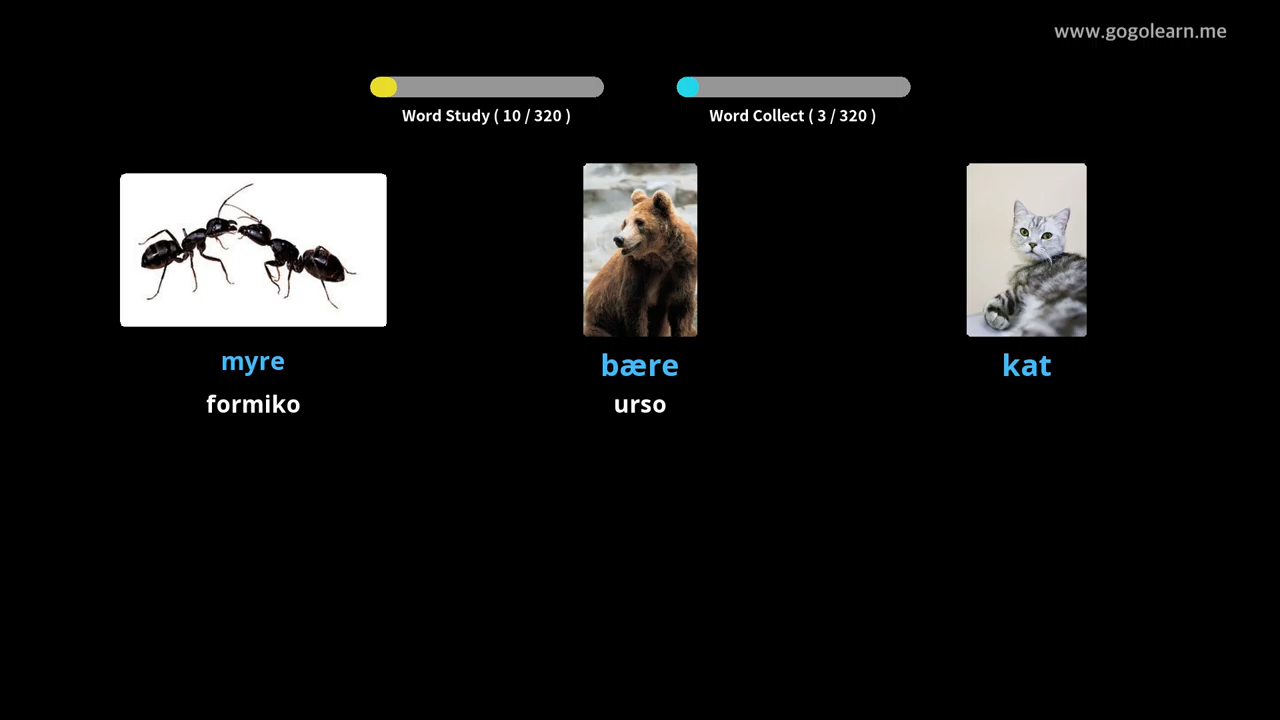 www.gogolearn.me
Word Study ( 10 / 320 )
Word Collect ( 3 / 320 )
myre
bære
kat
formiko
urso